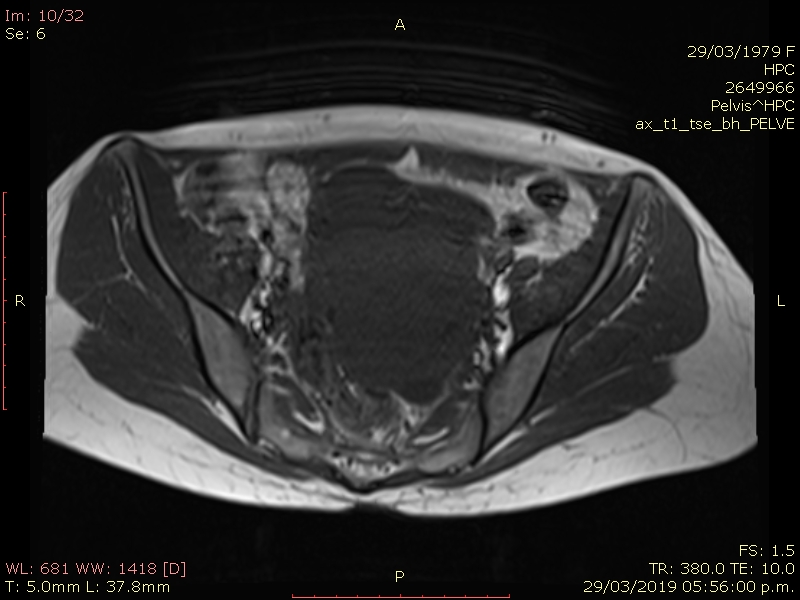 Im: 10/32
Se: 6
A
29/03/1979 F
HPC
2649966
Pelvis^HPC
ax_t1_tse_bh_PELVE
R
L
WL: 681 WW: 1418 [D]
T: 5.0mm L: 37.8mm
P
FS: 1.5
TR: 380.0 TE: 10.0
29/03/2019 05:56:00 p.m.